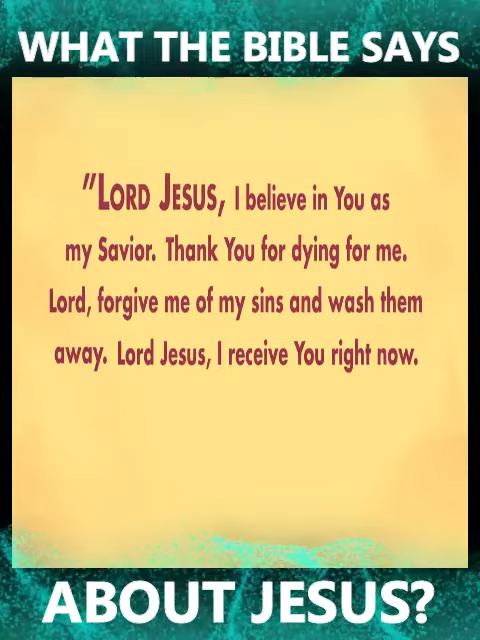 WHAT THE BIBLE SAYS
"LORD JESUS, I believe in You as
my Savior. Thank You for dying for me.
Lord, forgive me of my sins and wash them
away. Lord Jesus, I receive You right now.
ABOUT JESUS?